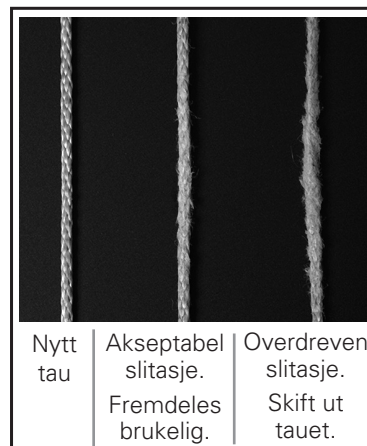 Nytt
tau
Akseptabel
slitasje.
Fremdeles
brukelig.
Overdreven
slitasje.
Skift ut
tauet.